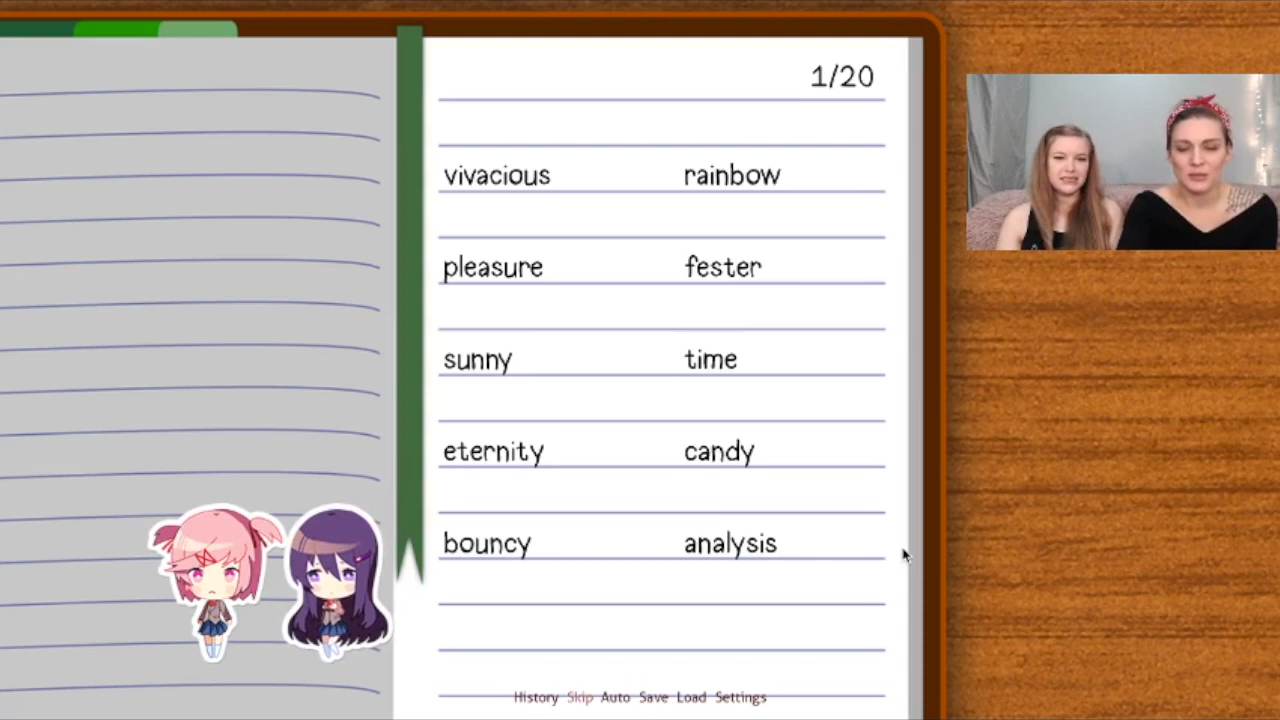 1/20
vivacious rainbow
pleasure fester
sunny time
eternity candy
bouncy analysis
History Skip Auto Save Load Settings